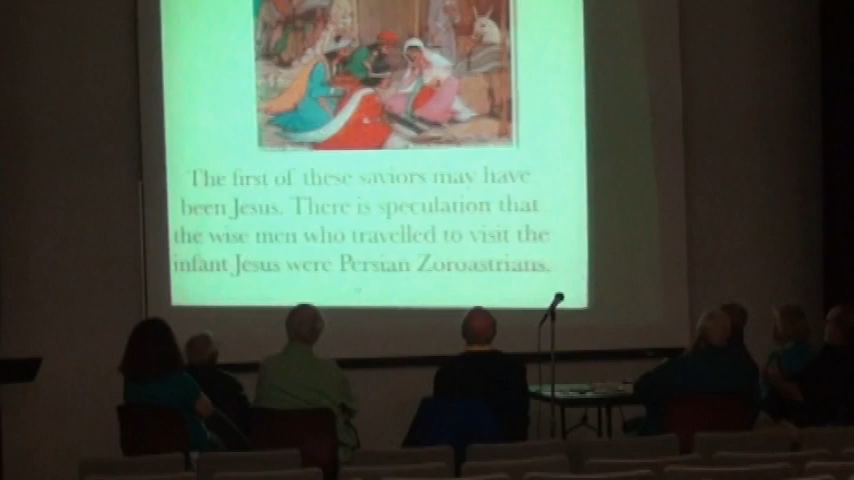 The first of these saviors may have
been Jesus. There is speculation that
the wise men who travelled to visit the
infant Jesus were Persian Zoroastrians.